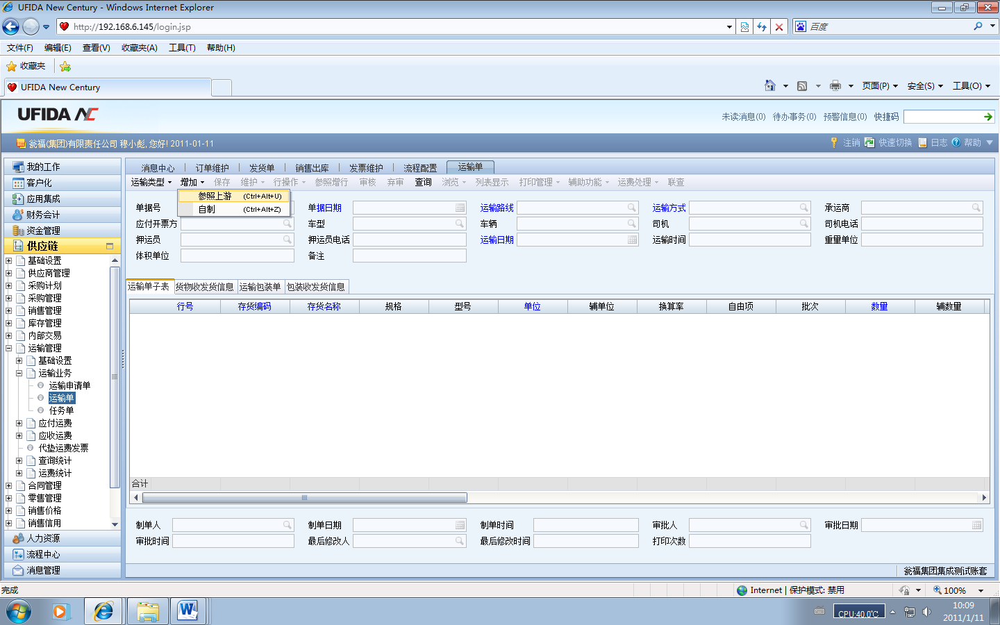 UFIDA New Century - Windows Internet Explorer
http://192.168.6.145/login.jsp
百度
文件(F) 编辑(E) 查看(V) 收藏夹(A) 工具(T) 帮助(H)
收藏夹
UFIDA New Century
页面(P) 安全(S) 工具(O)
UFIDA NC
未读消息(0) 待办事务(0) 预警信息(0) 快捷码
瓮福(集团)有限责任公司 穆小彪, 您好! 2011-01-11
注销 快速切换 日志 帮助
我的工作
客户化
应用集成
财务会计
资金管理
供应链
基础设置
供应商管理
采购计划
采购管理
销售管理
库存管理
内部交易
运输管理
基础设置
运输业务
运输申请单
运输单
任务单
应付运费
应收运费
代垫运费发票
查询统计
运费统计
合同管理
零售管理
销售价格
销售信用
人力资源
流程中心
消息管理
消息中心 订单维护 发货单 销售出库 发票维护 流程配置 运输单
运输类型 增加 保存 维护 行操作 参照增行 审核 弃审 查询 浏览 列表显示 打印管理 辅助功能 运费处理 联查
参照上游 (Ctrl+Alt+U)
自制 (Ctrl+Alt+Z)
单据号 单据日期 运输路线 运输方式 承运商
应付开票方 车型 车辆 司机 司机电话
押运员 押运员电话 运输日期 运输时间 重量单位
体积单位 备注
运输单子表 货物收发货信息 运输包装单 包装收发货信息
行号 存货编码 存货名称 规格 型号 单位 辅单位 换算率 自由项 批次 数量 辅数量
合计
制单人 制单日期 制单时间 审批人 审批日期
审批时间 最后修改人 最后修改时间 打印次数
瓮福集团集成测试账套
完成
Internet | 保护模式: 禁用
100%
CPU:40.0℃
10:09
2011/1/11